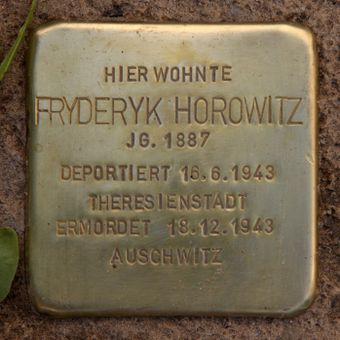 HIER WOHNTE
FRYDERYK HOROWITZ
JG. 1887
DEPORTIERT 16.6.1943
THERESIENSTADT
ERMORDET 18.12.1943
AUSCHWITZ